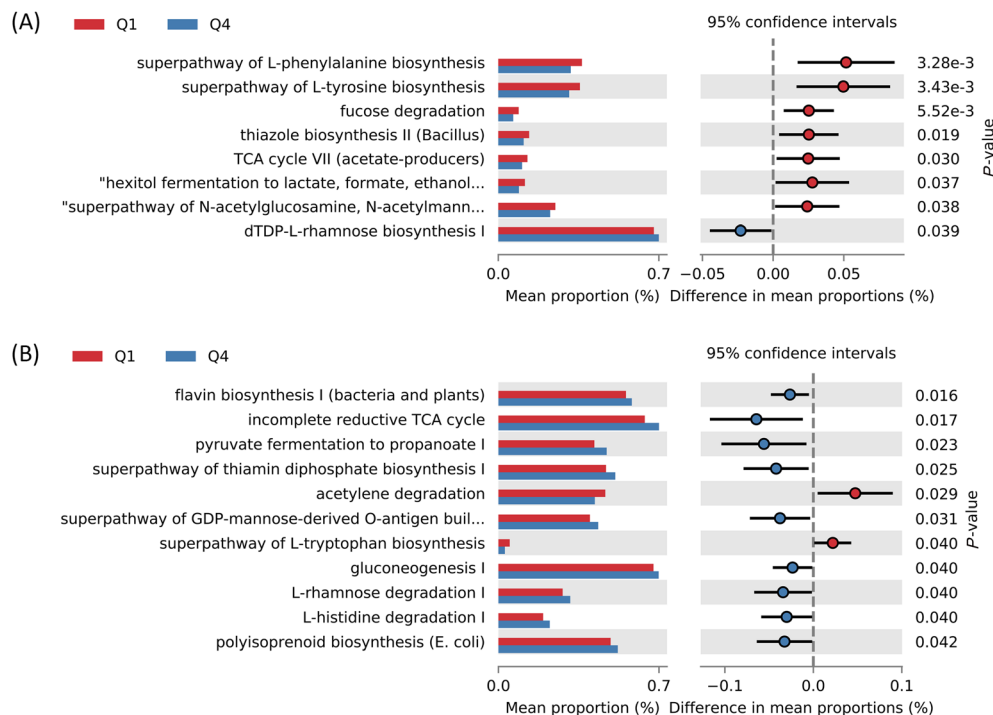 (A)
Q1 Q4
95% confidence intervals
superpathway of L-phenylalanine biosynthesis 3.28e-3
superpathway of L-tyrosine biosynthesis 3.43e-3
fucose degradation 5.52e-3
thiazole biosynthesis II (Bacillus) 0.019
TCA cycle VII (acetate-producers) 0.030
"hexitol fermentation to lactate, formate, ethanol... 0.037
"superpathway of N-acetylglucosamine, N-acetylmann... 0.038
dTDP-L-rhamnose biosynthesis I 0.039
P-value
0.0 0.7 −0.05 0.00 0.05
Mean proportion (%) Difference in mean proportions (%)
(B)
Q1 Q4
95% confidence intervals
flavin biosynthesis I (bacteria and plants) 0.016
incomplete reductive TCA cycle 0.017
pyruvate fermentation to propanoate I 0.023
superpathway of thiamin diphosphate biosynthesis I 0.025
acetylene degradation 0.029
superpathway of GDP-mannose-derived O-antigen buil... 0.031
superpathway of L-tryptophan biosynthesis 0.040
gluconeogenesis I 0.040
L-rhamnose degradation I 0.040
L-histidine degradation I 0.040
polyisoprenoid biosynthesis (E. coli) 0.042
P-value
0.0 0.7 −0.1 0.0 0.1
Mean proportion (%) Difference in mean proportions (%)